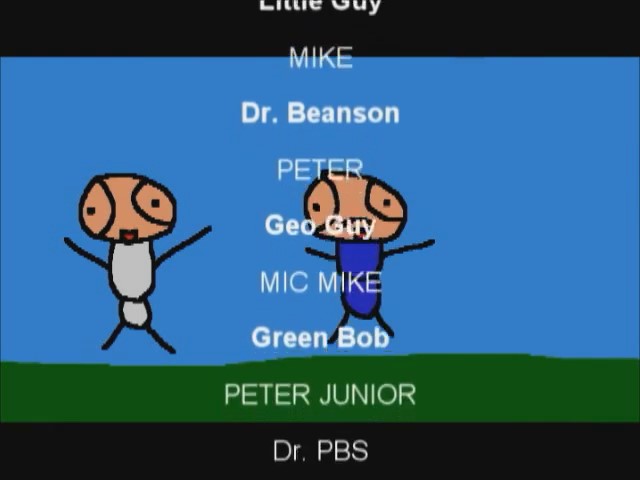 Little Guy
MIKE
Dr. Beanson
PETER
Geo Guy
MIC MIKE
Green Bob
PETER JUNIOR
Dr. PBS